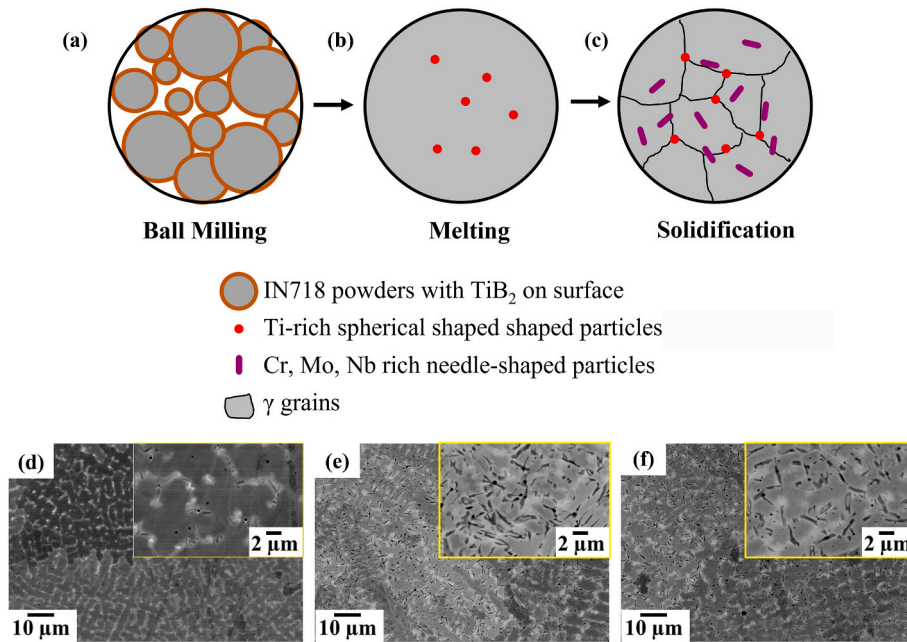 (a)
(b)
(c)
Ball Milling
Melting
Solidification
IN718 powders with TiB₂ on surface
Ti-rich spherical shaped shaped particles
Cr, Mo, Nb rich needle-shaped particles
γ grains
(d)
2 µm
10 µm
(e)
2 µm
10 µm
(f)
2 µm
10 µm